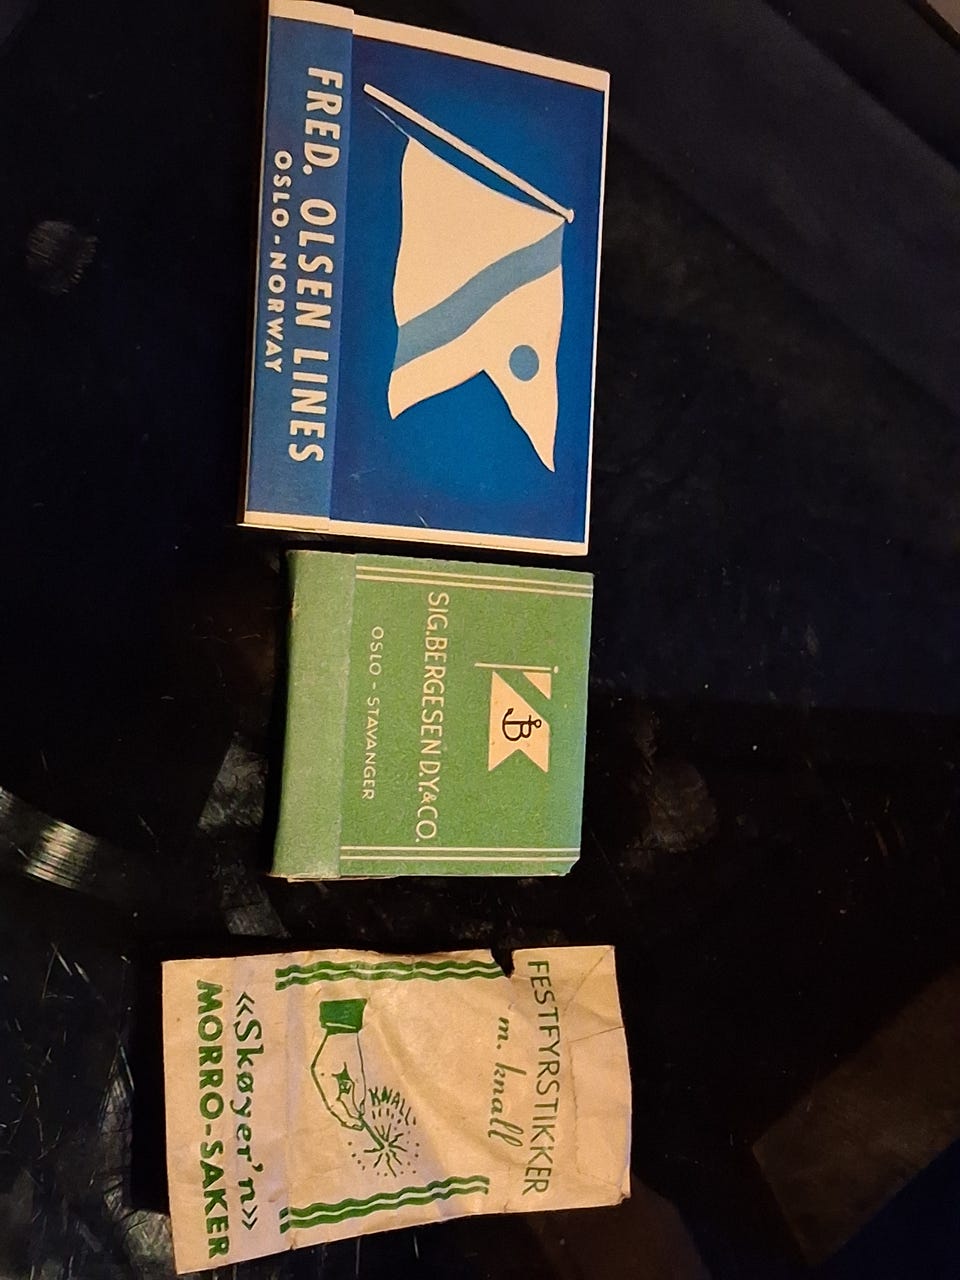 FRED. OLSEN LINES
OSLO-NORWAY
B
SIG. BERGESEN D.Y. & CO.
OSLO - STAVANGER
FESTFYRSTIKKER
m. knall
KNALL
«Skøyer'n»
MORRO-SAKER